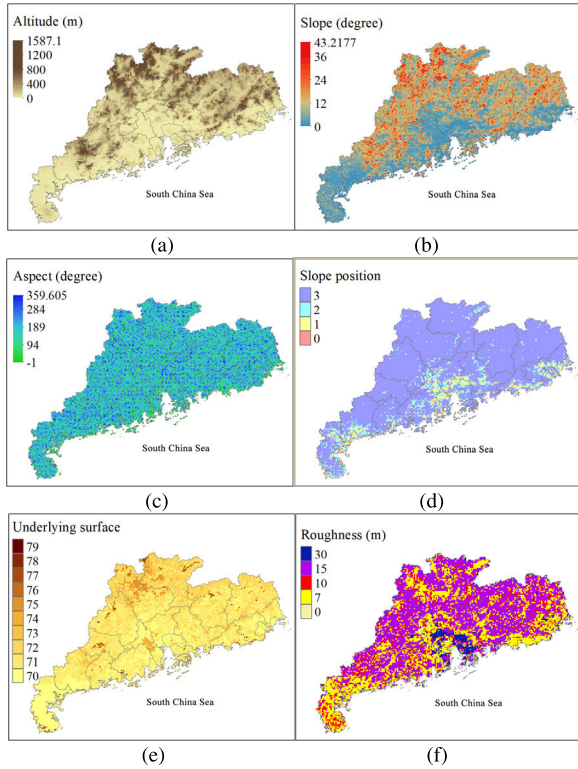 Altitude (m)
1587.1
1200
800
400
0
South China Sea
(a)
Slope (degree)
43.2177
36
24
12
0
South China Sea
(b)
Aspect (degree)
359.605
284
189
94
-1
South China Sea
(c)
Slope position
3
2
1
0
South China Sea
(d)
Underlying surface
79
78
77
76
75
74
73
72
71
70
South China Sea
(e)
Roughness (m)
30
15
10
7
0
South China Sea
(f)